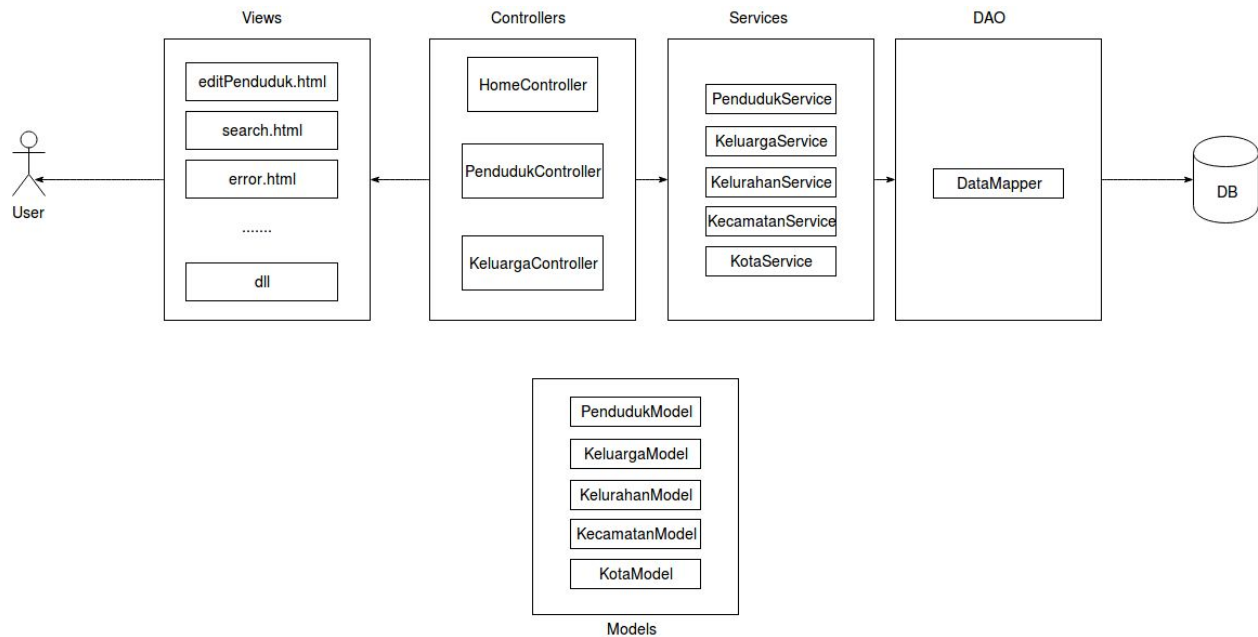 Views
Controllers
Services
DAO
editPenduduk.html
search.html
error.html
.......
dll
HomeController
PendudukController
KeluargaController
PendudukService
KeluargaService
KelurahanService
KecamatanService
KotaService
DataMapper
User
DB
PendudukModel
KeluargaModel
KelurahanModel
KecamatanModel
KotaModel
Models